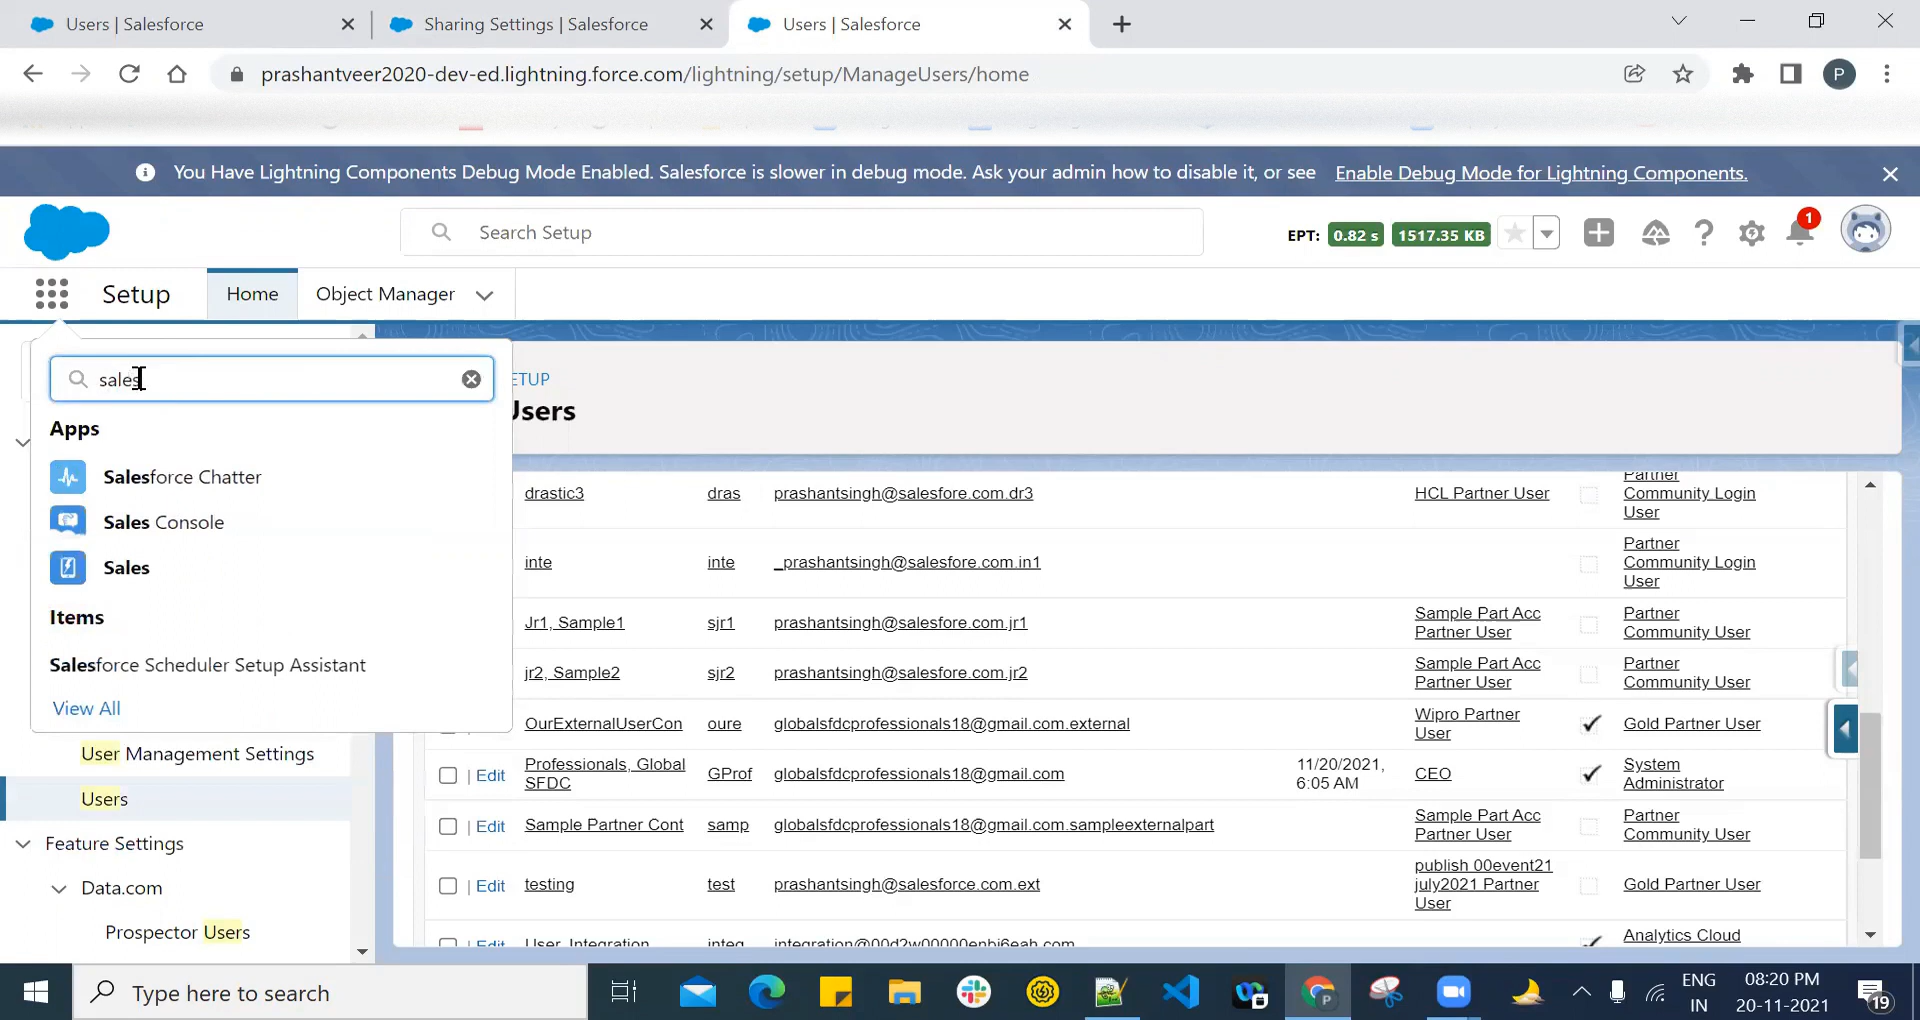 Users | Salesforce
Sharing Settings | Salesforce
Users | Salesforce
prashantveer2020-dev-ed.lightning.force.com/lightning/setup/ManageUsers/home
P
You Have Lightning Components Debug Mode Enabled. Salesforce is slower in debug mode. Ask your admin how to disable it, or see Enable Debug Mode for Lightning Components.
Search Setup
EPT: 0.82 s 1517.35 KB
1
Setup
Home
Object Manager
sales
Apps
Salesforce Chatter
Sales Console
Sales
Items
Salesforce Scheduler Setup Assistant
View All
User Management Settings
Users
Feature Settings
Data.com
Prospector Users
ETUP
Users
drastic3 dras prashantsingh@salesfore.com.dr3 HCL Partner User Partner Community Login User
inte inte _prashantsingh@salesfore.com.in1 Partner Community Login User
Jr1, Sample1 sjr1 prashantsingh@salesfore.com.jr1 Sample Part Acc Partner User Partner Community User
jr2, Sample2 sjr2 prashantsingh@salesfore.com.jr2 Sample Part Acc Partner User Partner Community User
OurExternalUserCon oure globalsfdcprofessionals18@gmail.com.external Wipro Partner User Gold Partner User
Edit Professionals, Global SFDC GProf globalsfdcprofessionals18@gmail.com 11/20/2021, 6:05 AM CEO System Administrator
Edit Sample Partner Cont samp globalsfdcprofessionals18@gmail.com.sampleexternalpart Sample Part Acc Partner User Partner Community User
Edit testing test prashantsingh@salesforce.com.ext publish 00event21 july2021 Partner User Gold Partner User
Edit User, Integration integ Analytics Cloud
Type here to search
ENG
IN
08:20 PM
20-11-2021
19